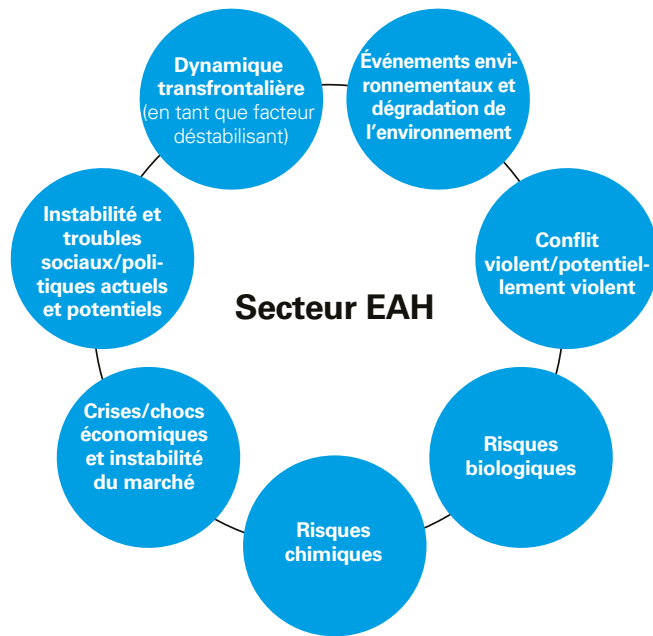 Dynamique
transfrontalière
(en tant que facteur
déstabilisant)
Événements envi-
ronnementaux et
dégradation de
l'environnement
Instabilité et
troubles
sociaux/poli-
tiques actuels
et potentiels
Conflit
violent/potentiel-
lement violent
Secteur EAH
Crises/chocs
économiques
et instabilité
du marché
Risques
biologiques
Risques
chimiques